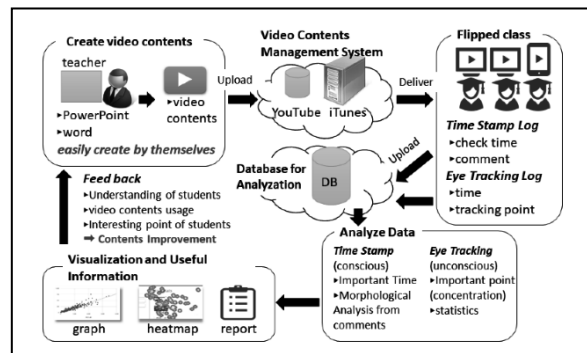 Create video contents
teacher
▸PowerPoint
▸word
▸video
contents
easily create by themselves
Upload
Video Contents
Management System
YouTube
iTunes
Deliver
Flipped class
Time Stamp Log
▸check time
▸comment
Eye Tracking Log
▸time
▸tracking point
Upload
Database for
Analyzation
DB
Analyze Data
Time Stamp
(conscious)
▸Important Time
▸Morphological
Analysis from
comments
Eye Tracking
(unconscious)
▸Important point
(concentration)
▸statistics
Visualization and Useful
Information
graph
heatmap
report
Feed back
▸Understanding of students
▸video contents usage
▸Interesting point of students
➡ Contents Improvement